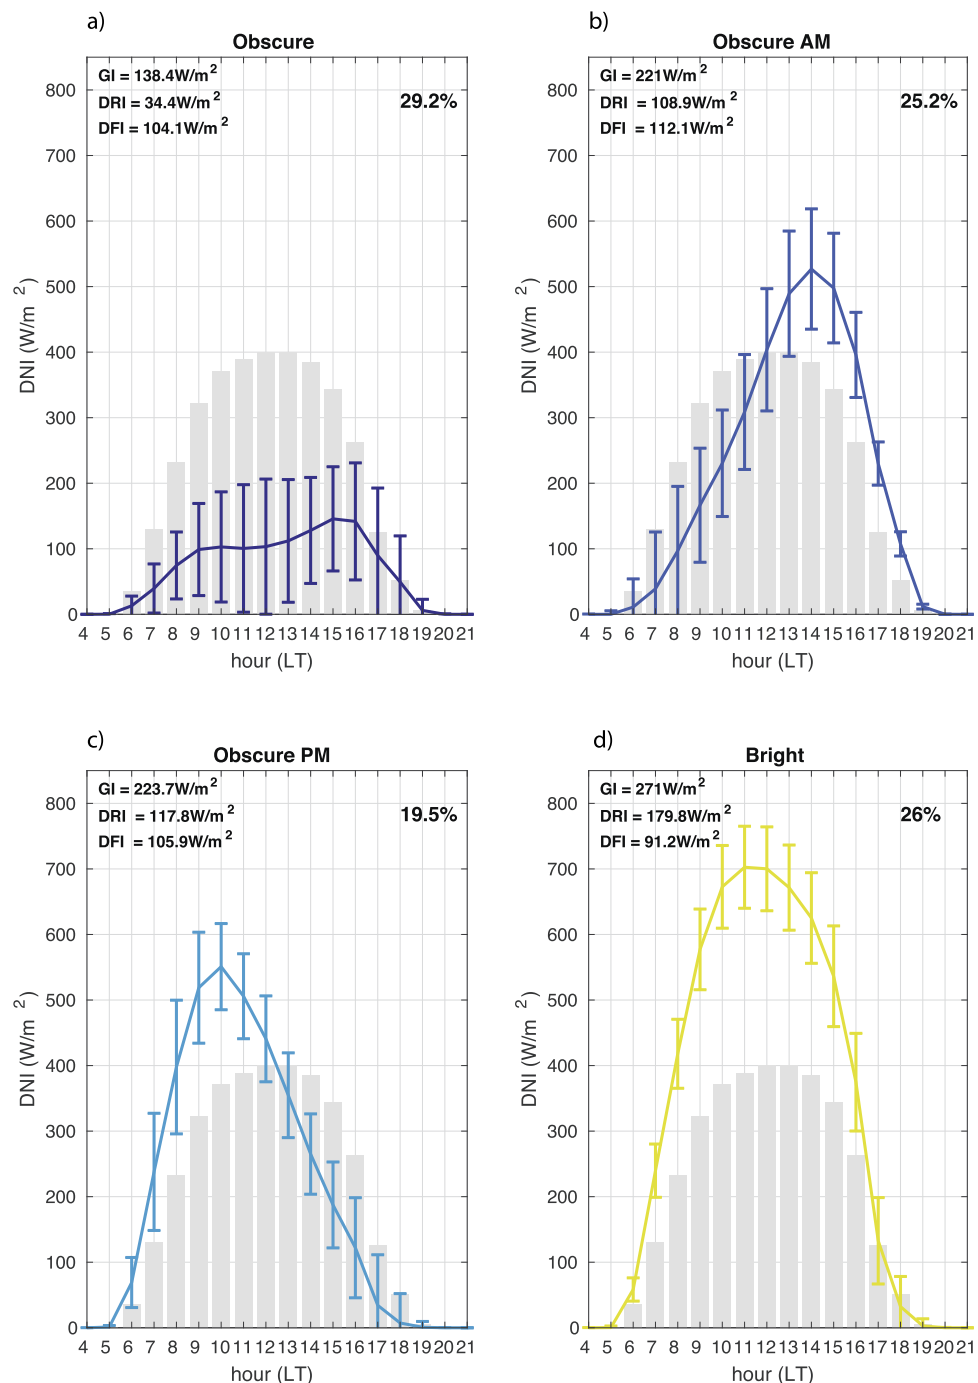 a)
Obscure
GI = 138.4W/m²
DRI = 34.4W/m²
DFI = 104.1W/m²
29.2%
800
700
600
500
400
300
200
100
0
DNI (W/m²)
4 5 6 7 8 9 10 11 12 13 14 15 16 17 18 19 20 21
hour (LT)
b)
Obscure AM
GI = 221W/m²
DRI = 108.9W/m²
DFI = 112.1W/m²
25.2%
800
700
600
500
400
300
200
100
0
DNI (W/m²)
4 5 6 7 8 9 10 11 12 13 14 15 16 17 18 19 20 21
hour (LT)
c)
Obscure PM
GI = 223.7W/m²
DRI = 117.8W/m²
DFI = 105.9W/m²
19.5%
800
700
600
500
400
300
200
100
0
DNI (W/m²)
4 5 6 7 8 9 10 11 12 13 14 15 16 17 18 19 20 21
hour (LT)
d)
Bright
GI = 271W/m²
DRI = 179.8W/m²
DFI = 91.2W/m²
26%
800
700
600
500
400
300
200
100
0
DNI (W/m²)
4 5 6 7 8 9 10 11 12 13 14 15 16 17 18 19 20 21
hour (LT)